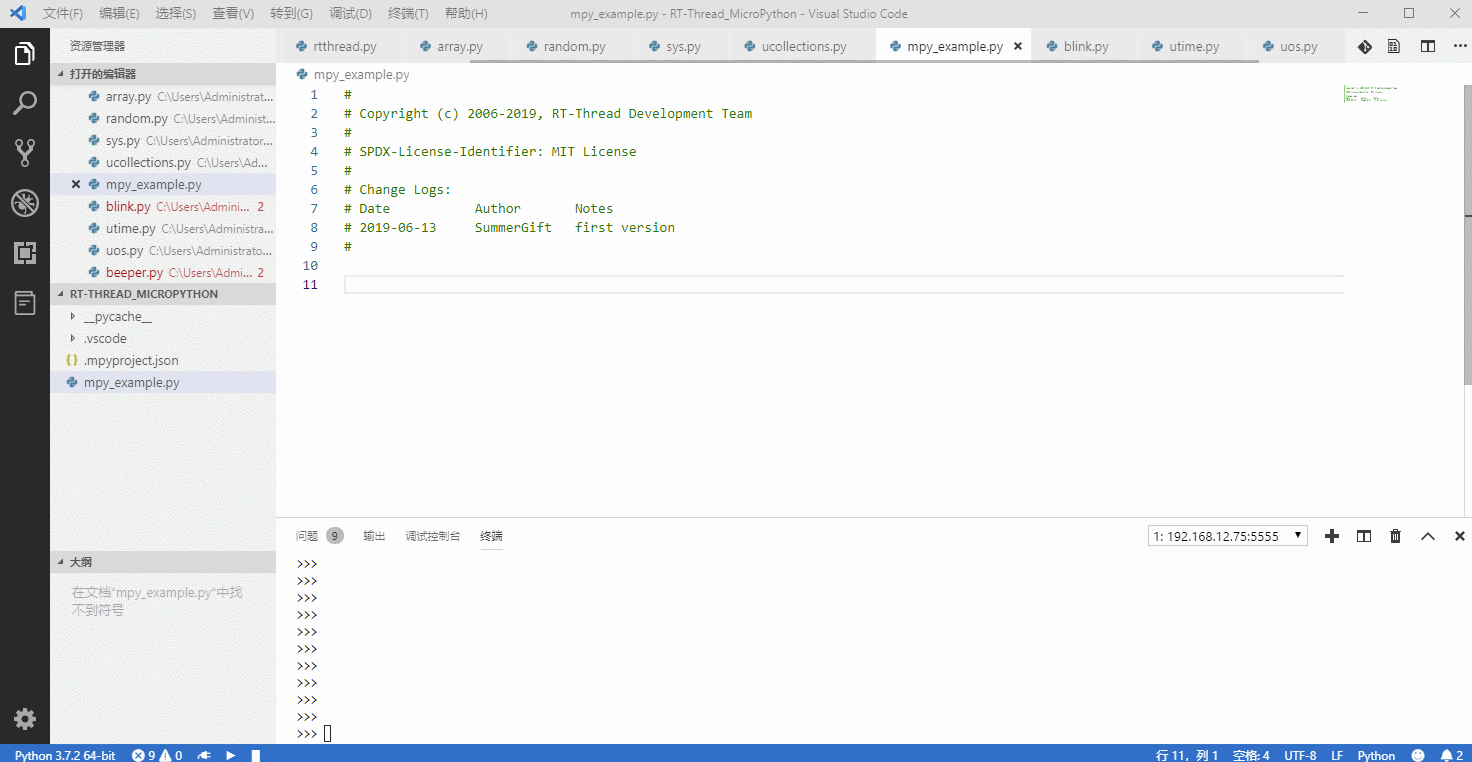 文件(F) 编辑(E) 选择(S) 查看(V) 转到(G) 调试(D) 终端(T) 帮助(H) mpy_example.py - RT-Thread_MicroPython - Visual Studio Code
资源管理器
rtthread.py array.py random.py sys.py ucollections.py mpy_example.py blink.py utime.py uos.py
打开的编辑器
array.py C:\Users\Administrat...
random.py C:\Users\Administ...
sys.py C:\Users\Administrator...
ucollections.py C:\Users\Ad...
mpy_example.py
blink.py C:\Users\Admini... 2
utime.py C:\Users\Administra...
uos.py C:\Users\Administrato...
beeper.py C:\Users\Admi... 2
RT-THREAD_MICROPYTHON
__pycache__
.vscode
{} .mpyproject.json
mpy_example.py
大纲
在文档"mpy_example.py"中找
不到符号
mpy_example.py
1 #
2 # Copyright (c) 2006-2019, RT-Thread Development Team
3 #
4 # SPDX-License-Identifier: MIT License
5 #
6 # Change Logs:
7 # Date Author Notes
8 # 2019-06-13 SummerGift first version
9 #
10
11
问题 9 输出 调试控制台 终端 1: 192.168.12.75:5555
>>>
>>>
>>>
>>>
>>>
>>>
>>>
>>>
>>>
>>>
>>>
Python 3.7.2 64-bit 9 0 行 11，列 1 空格: 4 UTF-8 LF Python 2